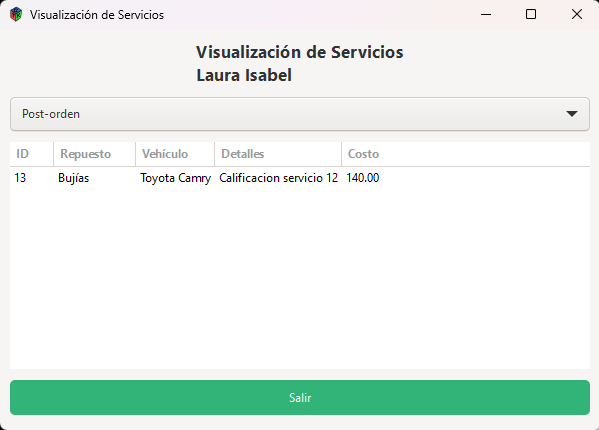 Visualización de Servicios
Visualización de Servicios
Laura Isabel
Post-orden
ID Repuesto Vehículo Detalles Costo
13 Bujías Toyota Camry Calificacion servicio 12 140.00
Salir